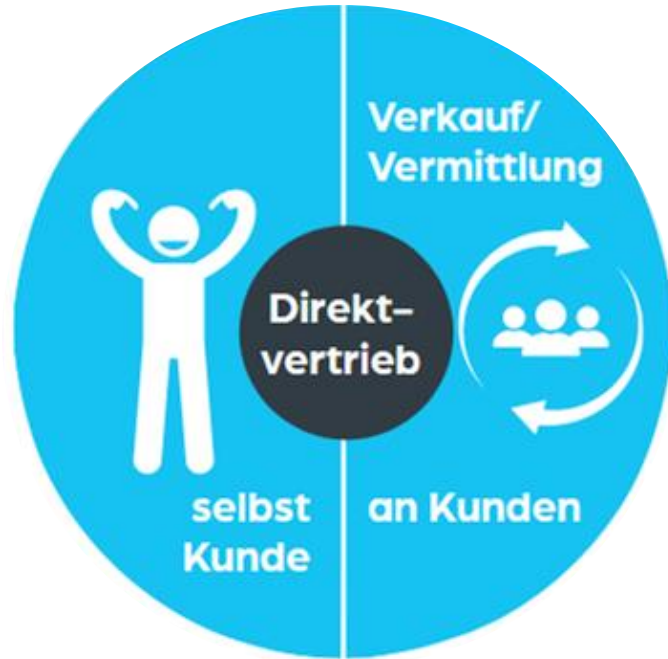 Verkauf/
Vermittlung
Direkt-
vertrieb
selbst
Kunde
an Kunden